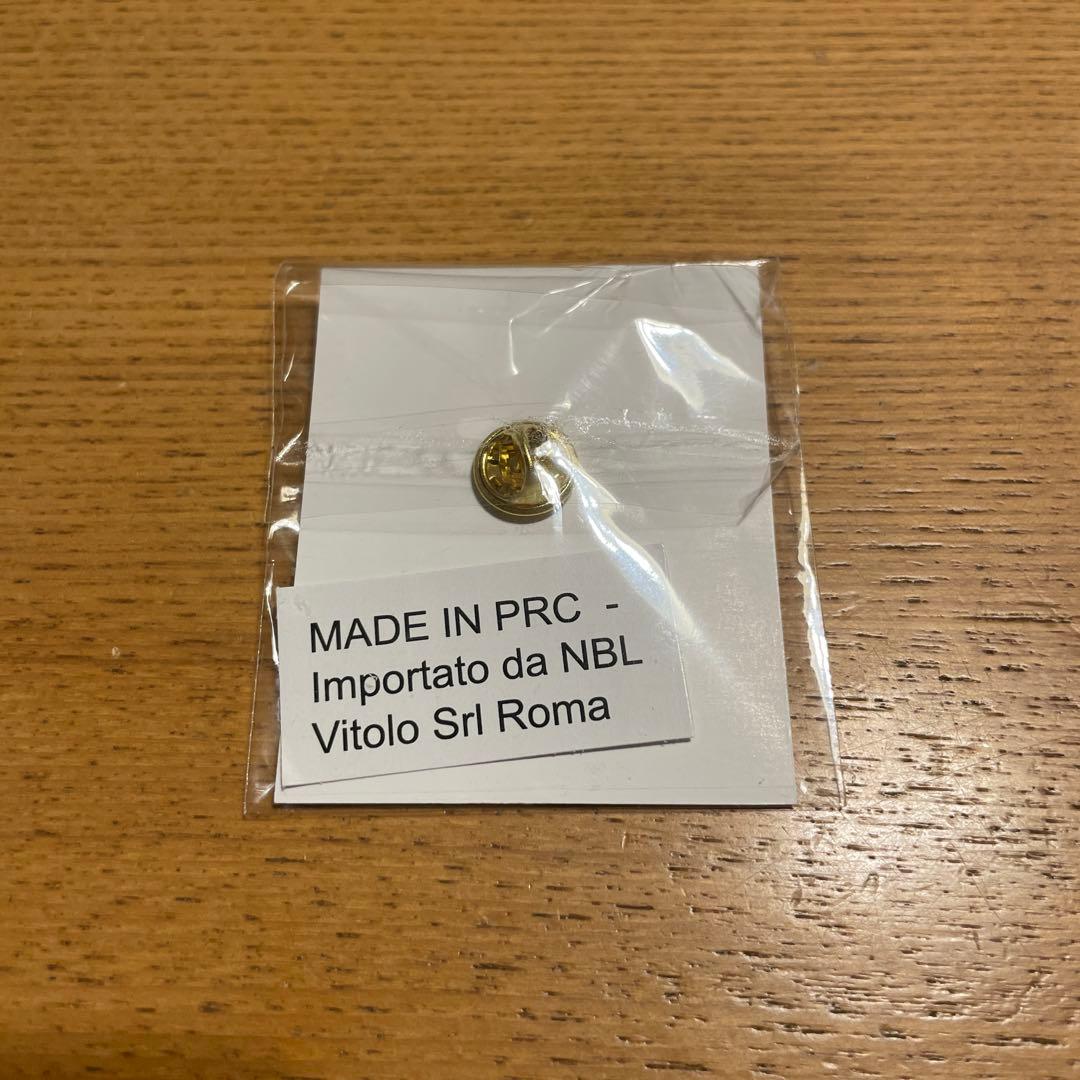 MADE IN PRC -
Importato da NBL
Vitolo Srl Roma